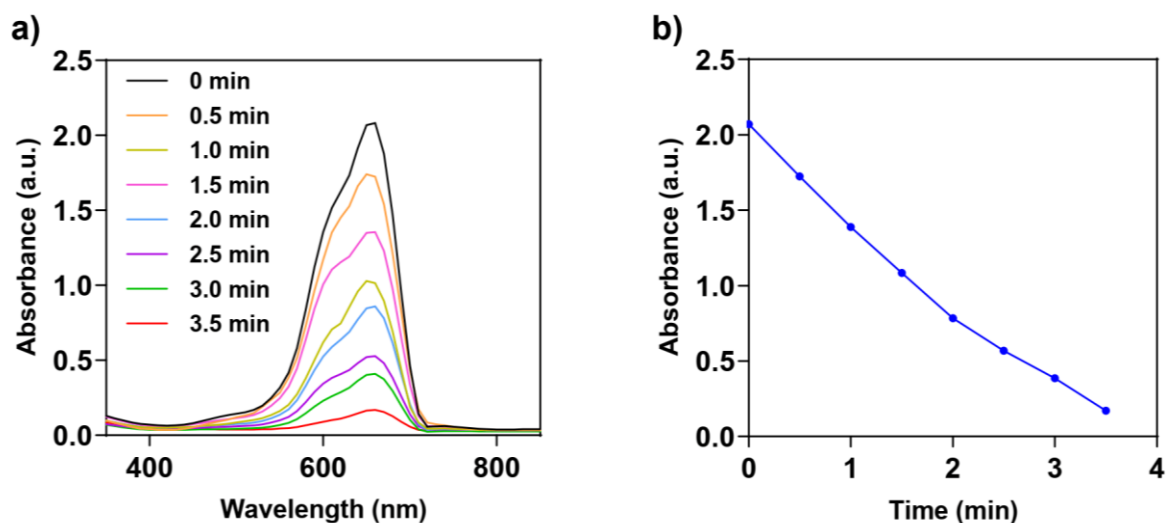 a)
Absorbance (a.u.)
2.5
2.0
1.5
1.0
0.5
0.0
0 min
0.5 min
1.0 min
1.5 min
2.0 min
2.5 min
3.0 min
3.5 min
400
600
800
Wavelength (nm)
b)
Absorbance (a.u.)
2.5
2.0
1.5
1.0
0.5
0.0
0
1
2
3
4
Time (min)